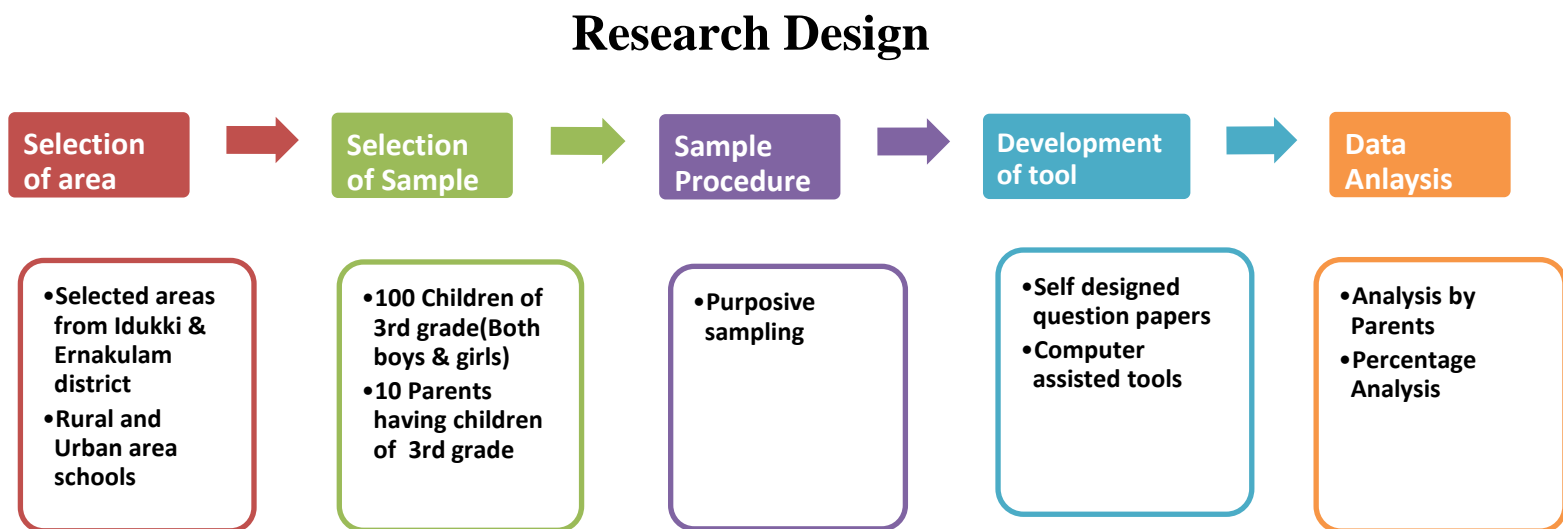 Research Design
Selection
of area
Selection
of Sample
Sample
Procedure
Development
of tool
Data
Anlaysis
•Selected areas
from Idukki &
Ernakulam
district
•Rural and
Urban area
schools
•100 Children of
3rd grade(Both
boys & girls)
•10 Parents
having children
of 3rd grade
•Purposive
sampling
•Self designed
question papers
•Computer
assisted tools
•Analysis by
Parents
•Percentage
Analysis